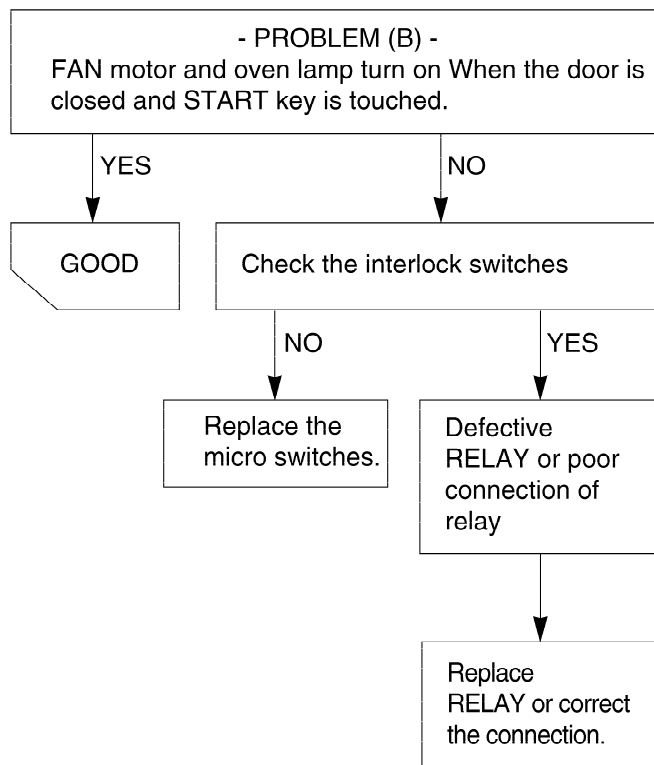 - PROBLEM (B) -
FAN motor and oven lamp turn on When the door is
closed and START key is touched.
YES
NO
GOOD
Check the interlock switches
NO
YES
Replace the
micro switches.
Defective
RELAY or poor
connection of
relay
Replace
RELAY or correct
the connection.